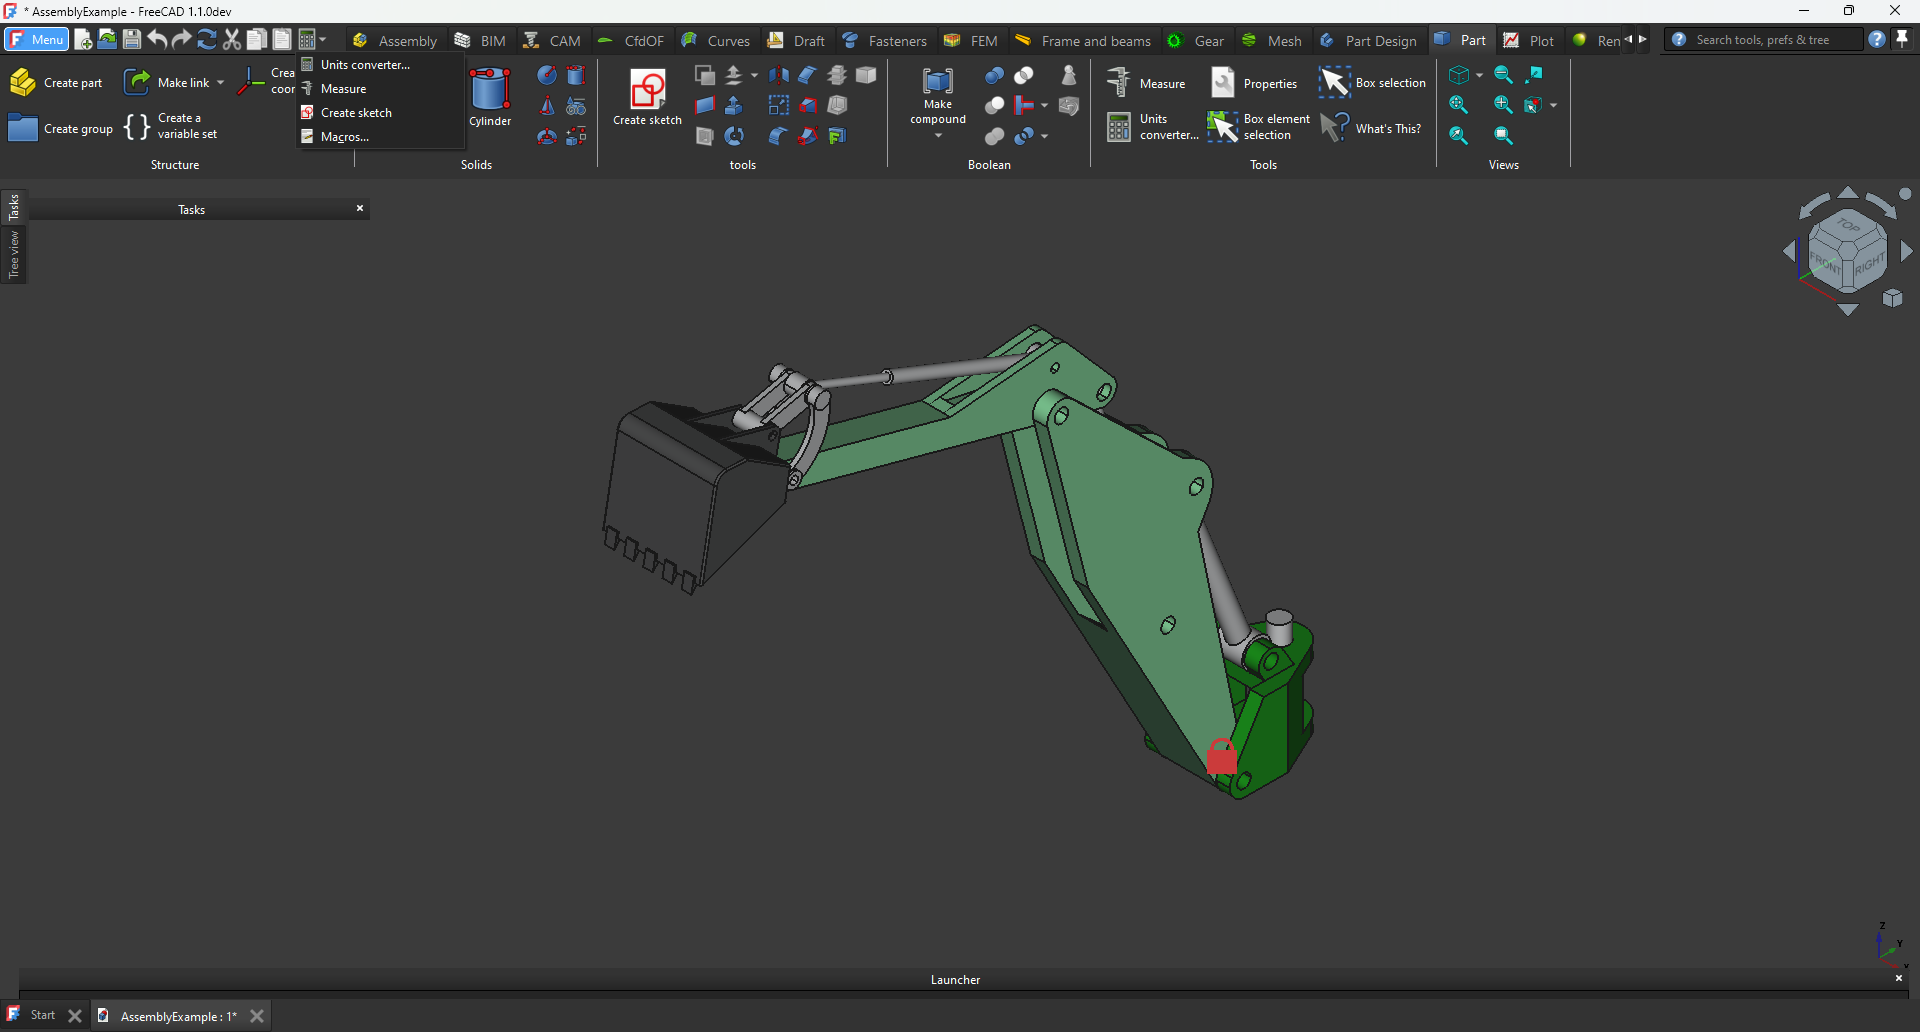 * AssemblyExample - FreeCAD 1.1.0dev
Menu
Assembly
BIM
CAM
CfdOF
Curves
Draft
Fasteners
FEM
Frame and beams
Gear
Mesh
Part Design
Part
Plot
Ren
Search tools, prefs & tree
Create part
Make link
Crea
coor
Create group
Create a
variable set
Structure
Units converter...
Measure
Create sketch
Macros...
Cylinder
Solids
Create sketch
tools
Make
compound
Boolean
Measure
Properties
Box selection
Units
converter...
Box element
selection
What's This?
Tools
Views
Tasks
Tree view
Tasks
TOP
FRONT
RIGHT
Z
Y
Launcher
Start
AssemblyExample : 1*